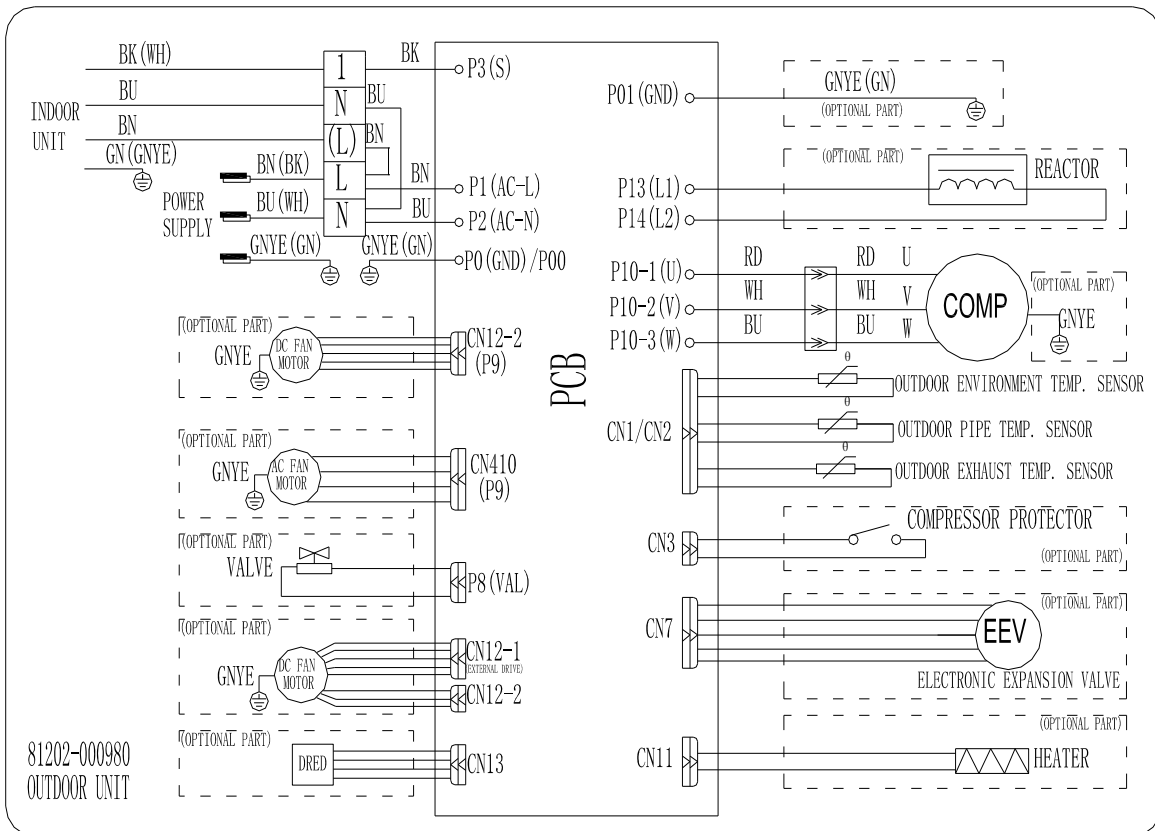 BK(WH)
BU
INDOOR
UNIT
BN
GN(GNYE)
BN(BK)
POWER
SUPPLY
BU(WH)
GNYE(GN)
1
N
(L)
L
N
BK
BU
BN
BN
BU
GNYE(GN)
P3(S)
P1(AC-L)
P2(AC-N)
P0(GND)/P00
(OPTIONAL PART)
GNYE
DC FAN
MOTOR
CN12-2
(P9)
(OPTIONAL PART)
GNYE
AC FAN
MOTOR
CN410
(P9)
(OPTIONAL PART)
VALVE
P8(VAL)
(OPTIONAL PART)
GNYE
DC FAN
MOTOR
CN12-1
(EXTERNAL DRIVE)
CN12-2
(OPTIONAL PART)
DRED
CN13
81202-000980
OUTDOOR UNIT
PCB
P01(GND)
GNYE(GN)
(OPTIONAL PART)
(OPTIONAL PART)
REACTOR
P13(L1)
P14(L2)
P10-1(U)
RD
RD
U
P10-2(V)
WH
WH
V
P10-3(W)
BU
BU
W
COMP
(OPTIONAL PART)
GNYE
CN1/CN2
θ
OUTDOOR ENVIRONMENT TEMP. SENSOR
θ
OUTDOOR PIPE TEMP. SENSOR
θ
OUTDOOR EXHAUST TEMP. SENSOR
CN3
COMPRESSOR PROTECTOR
(OPTIONAL PART)
CN7
(OPTIONAL PART)
EEV
ELECTRONIC EXPANSION VALVE
(OPTIONAL PART)
CN11
HEATER